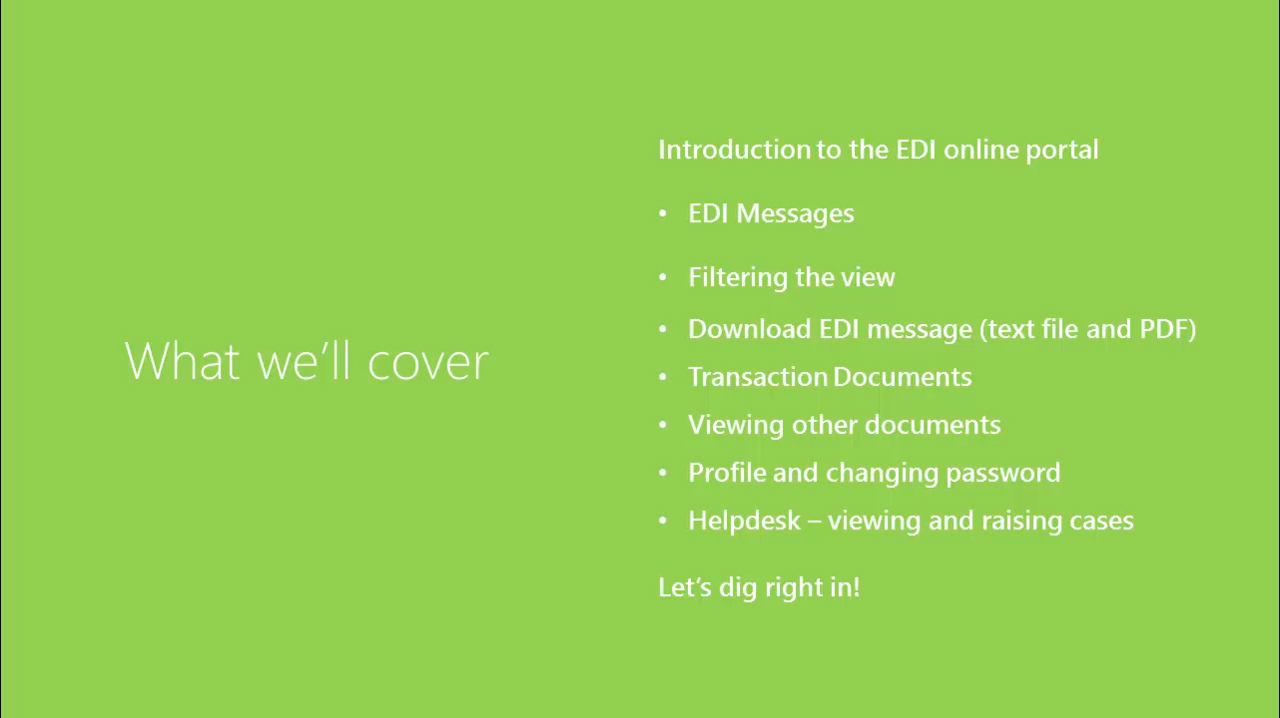 What we'll cover
Introduction to the EDI online portal
• EDI Messages
• Filtering the view
• Download EDI message (text file and PDF)
• Transaction Documents
• Viewing other documents
• Profile and changing password
• Helpdesk – viewing and raising cases
Let's dig right in!